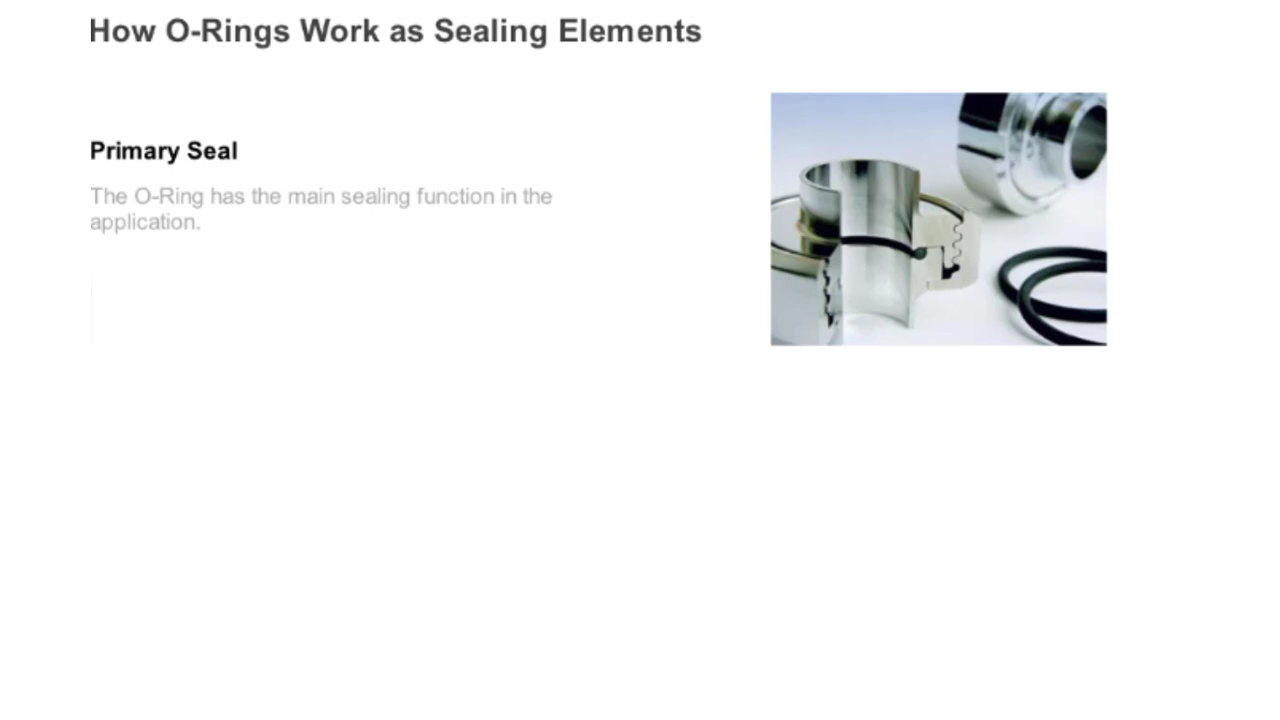 How O-Rings Work as Sealing Elements
Primary Seal
The O-Ring has the main sealing function in the
application.